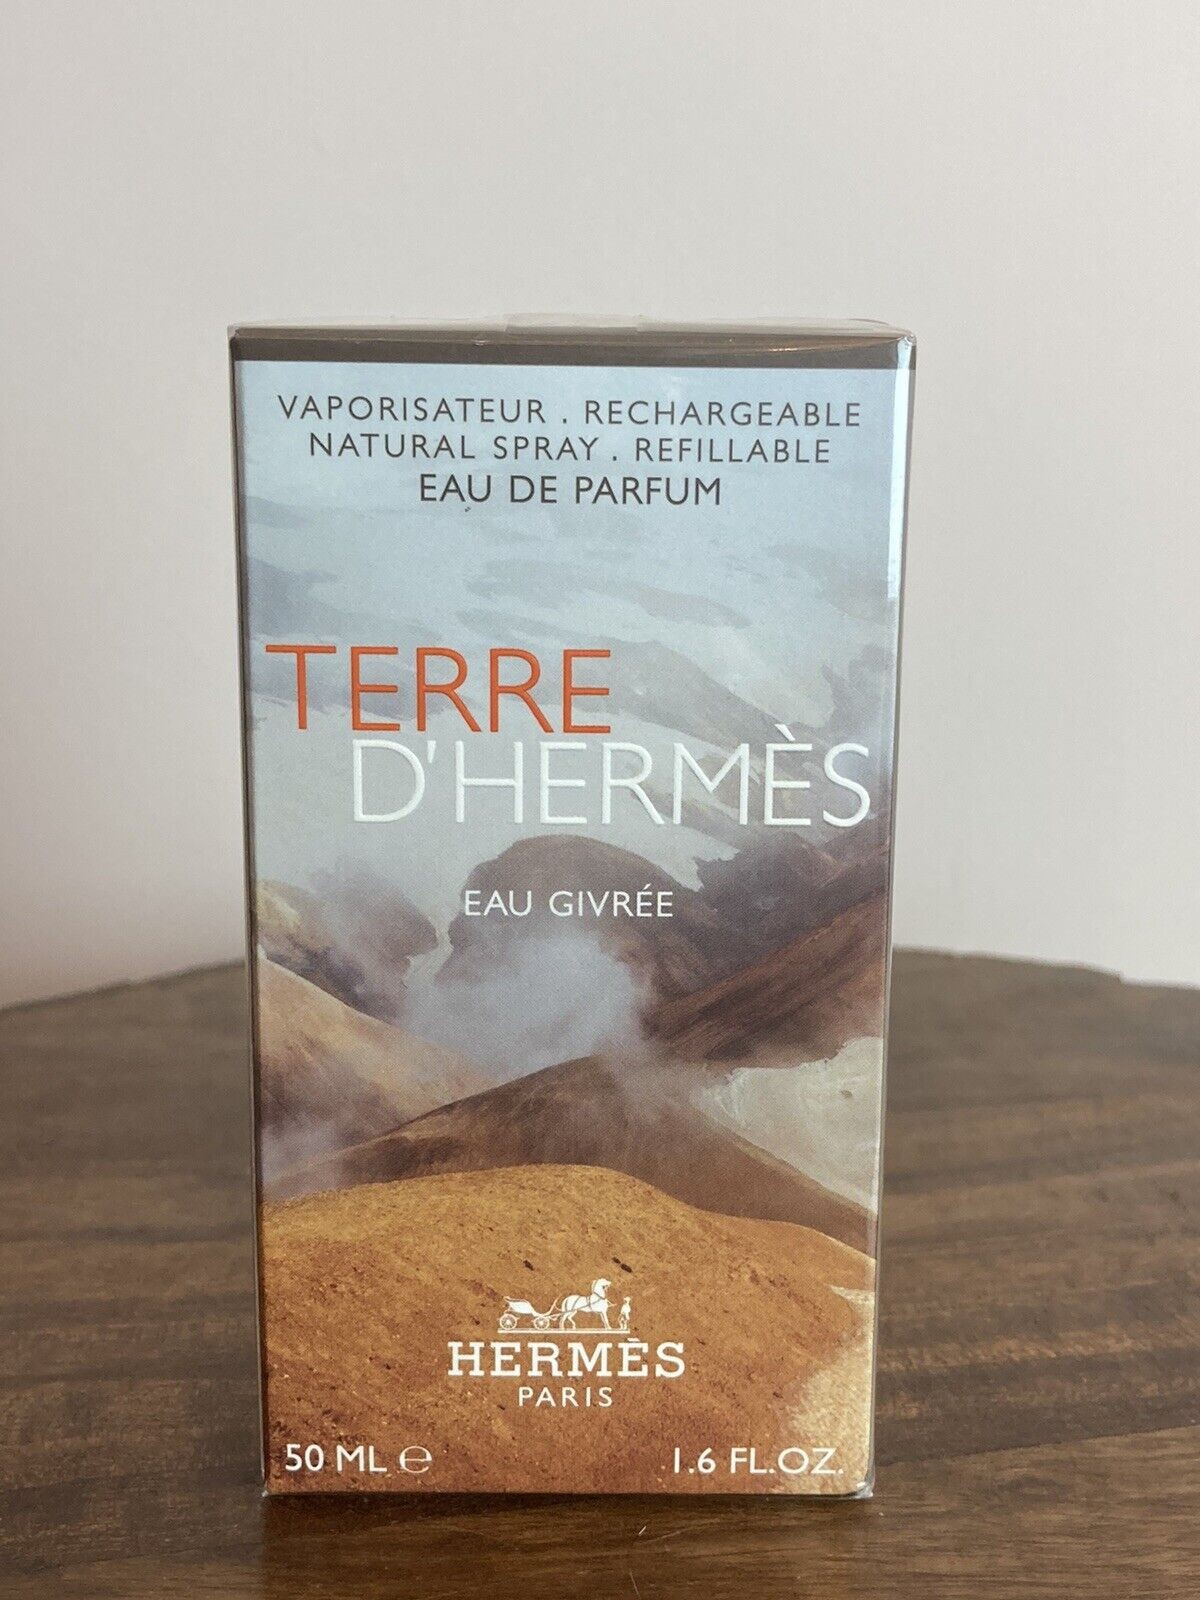 VAPORISATEUR . RECHARGEABLE
NATURAL SPRAY . REFILLABLE
EAU DE PARFUM
TERRE
D'HERMÈS
EAU GIVRÉE
HERMÈS
PARIS
50 ML ℮ 1.6 FL.OZ.